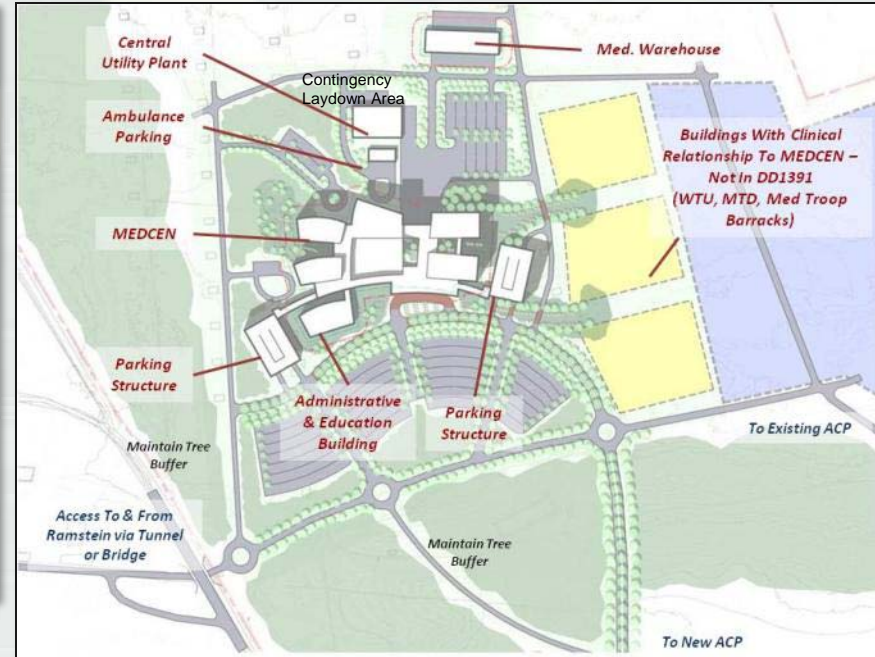 Central
Utility Plant
Med. Warehouse
Contingency
Laydown Area
Ambulance
Parking
Buildings With Clinical
Relationship To MEDCEN –
Not In DD1391
(WTU, MTD, Med Troop
Barracks)
MEDCEN
Parking
Structure
Administrative
& Education
Building
Parking
Structure
To Existing ACP
Maintain Tree
Buffer
Access To & From
Ramstein via Tunnel
or Bridge
Maintain Tree
Buffer
To New ACP